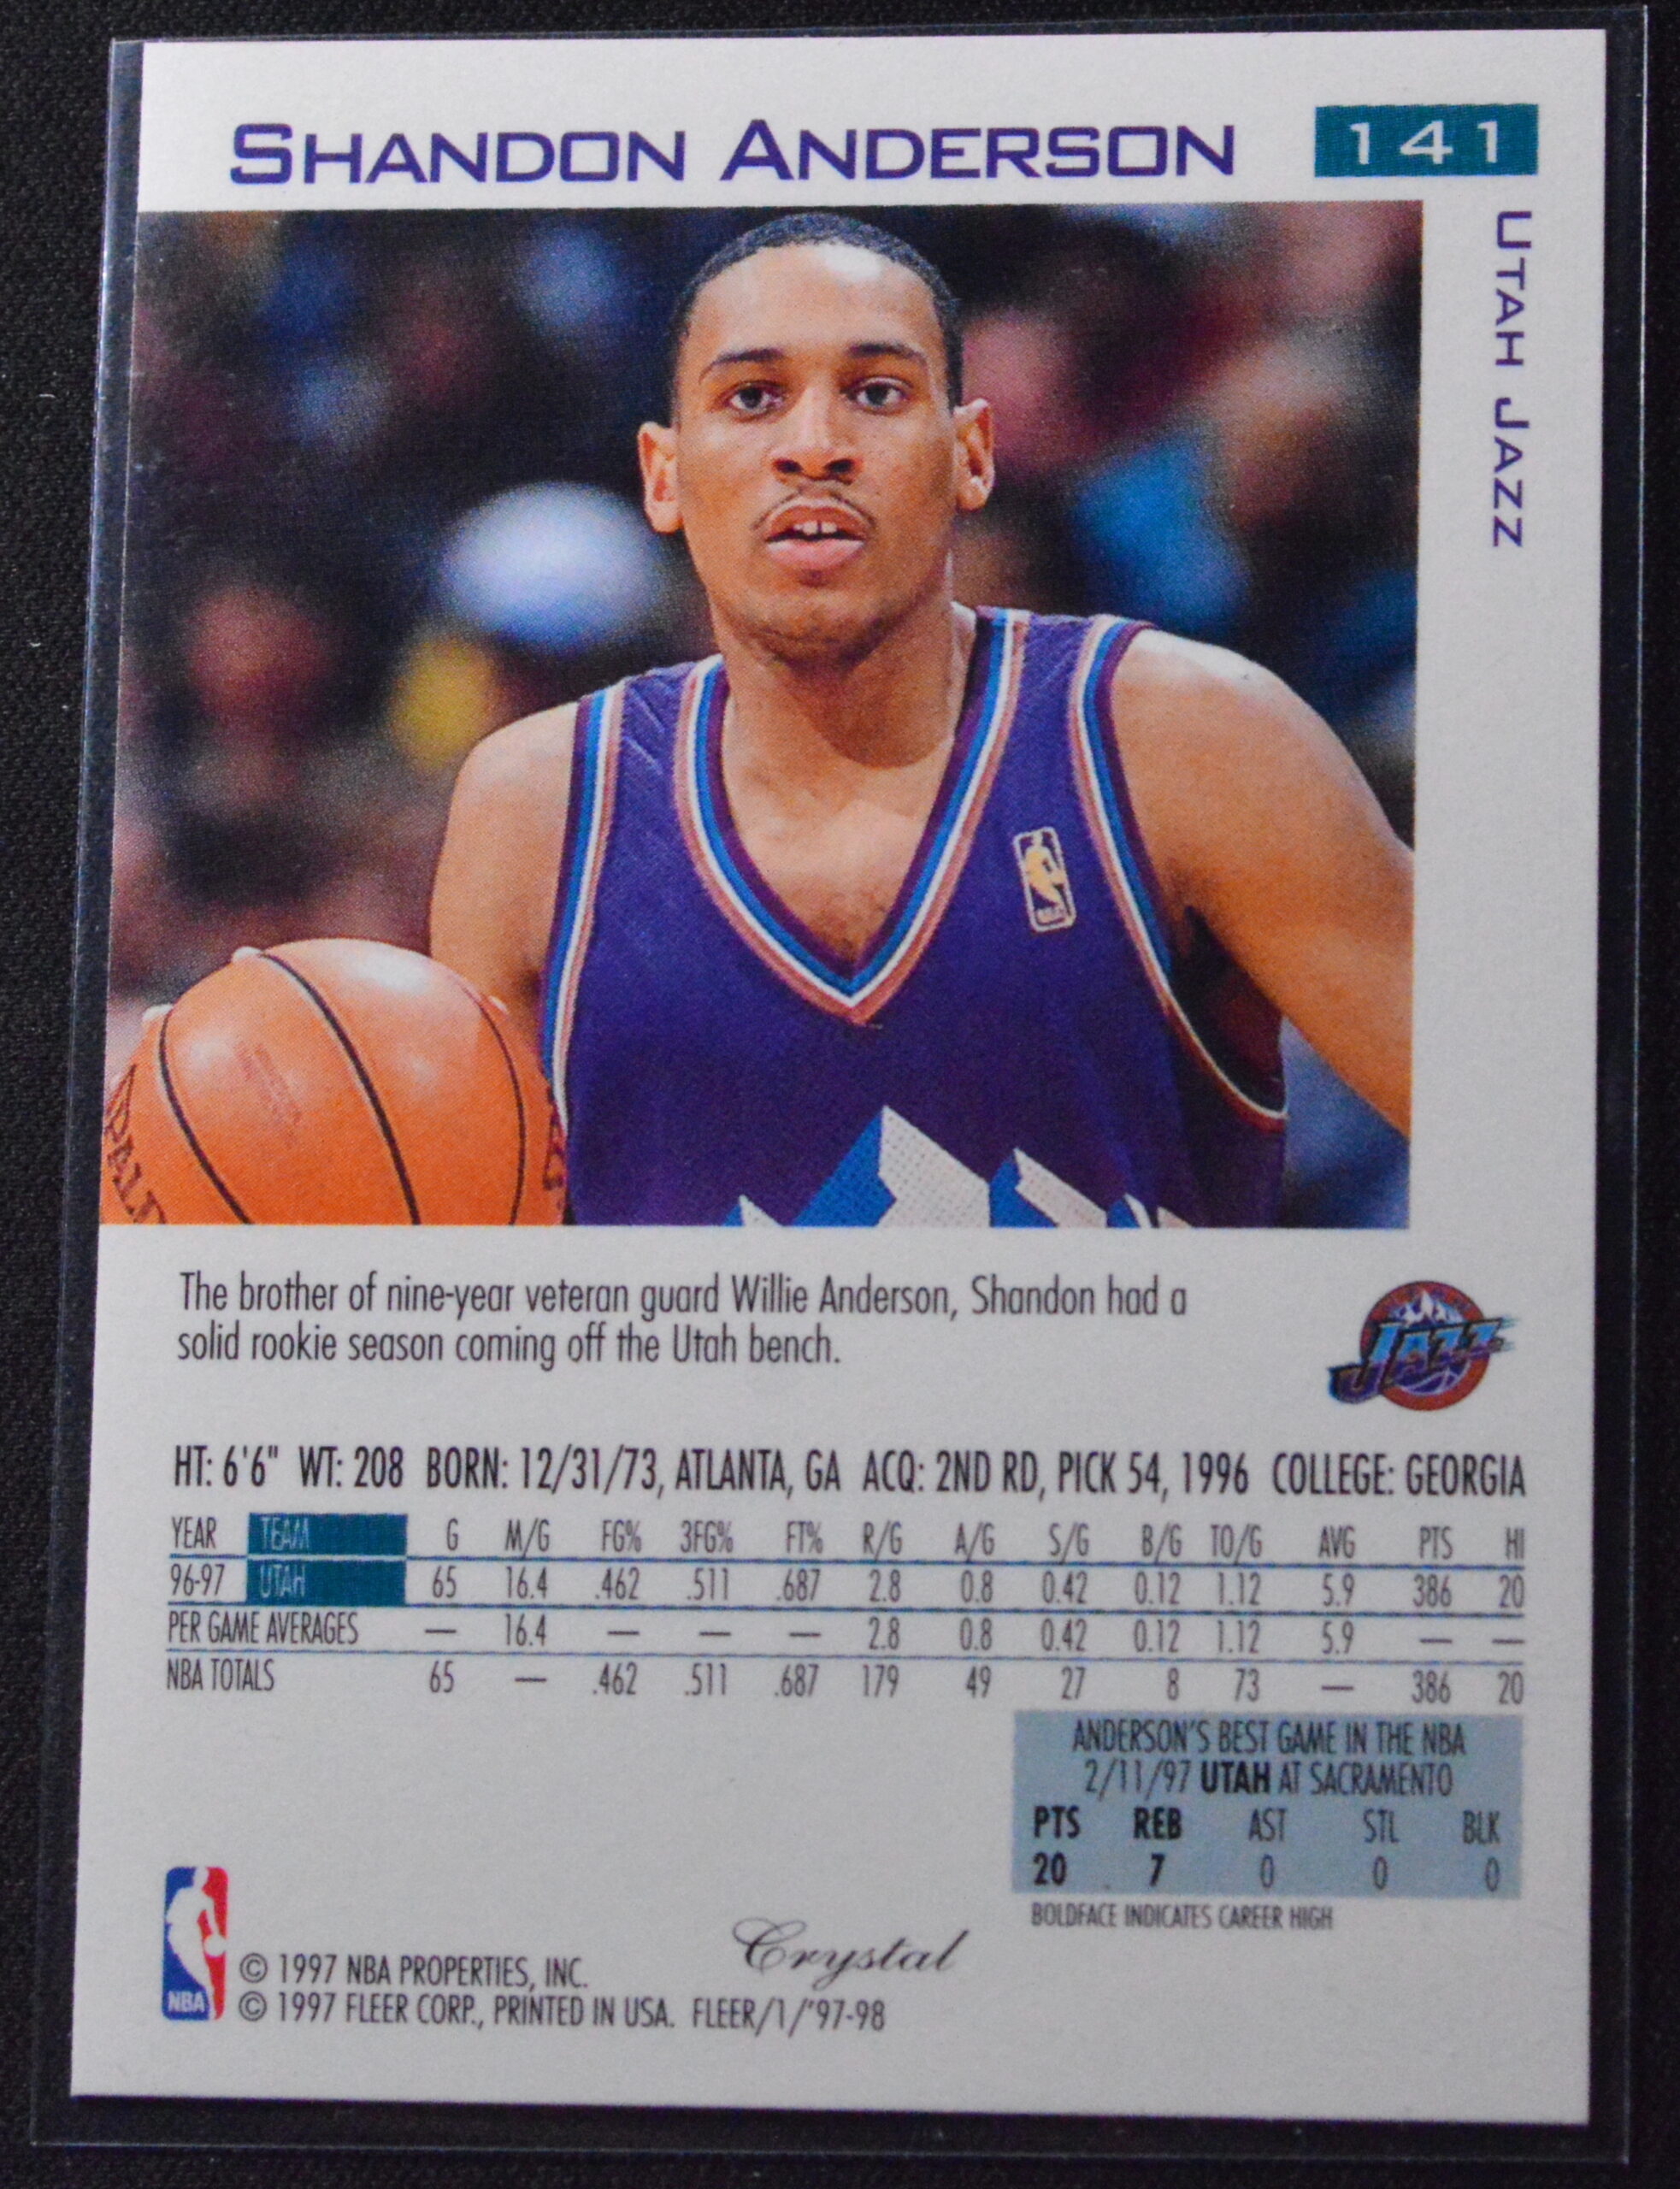 SHANDON ANDERSON
141
UTAH JAZZ
The brother of nine-year veteran guard Willie Anderson, Shandon had a
solid rookie season coming off the Utah bench.
JAZZ
HT: 6'6" WT: 208 BORN: 12/31/73, ATLANTA, GA ACQ: 2ND RD, PICK 54, 1996 COLLEGE: GEORGIA
YEAR TEAM G M/G FG% 3FG% FT% R/G A/G S/G B/G TO/G AVG PTS HI
96-97 UTAH 65 16.4 .462 .511 .687 2.8 0.8 0.42 0.12 1.12 5.9 386 20
PER GAME AVERAGES — 16.4 — — — 2.8 0.8 0.42 0.12 1.12 5.9 — —
NBA TOTALS 65 — .462 .511 .687 179 49 27 8 73 — 386 20
ANDERSON'S BEST GAME IN THE NBA
2/11/97 UTAH AT SACRAMENTO
PTS REB AST STL BLK
20 7 0 0 0
BOLDFACE INDICATES CAREER HIGH
Crystal
NBA
© 1997 NBA PROPERTIES, INC.
© 1997 FLEER CORP., PRINTED IN USA. FLEER/1/'97-98